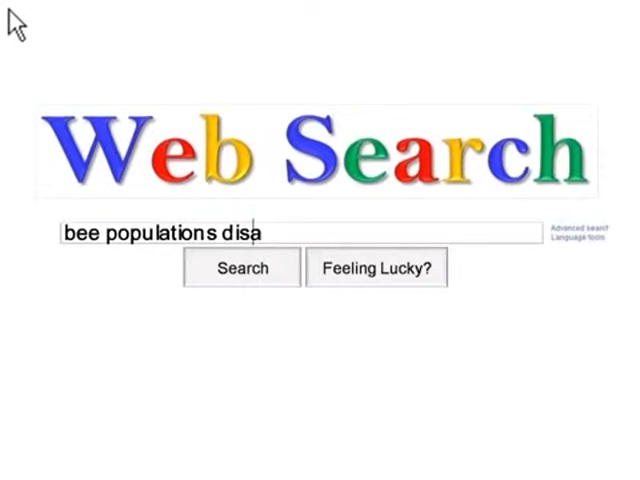 Web Search
bee populations disa
Advanced search
Language tools
Search
Feeling Lucky?